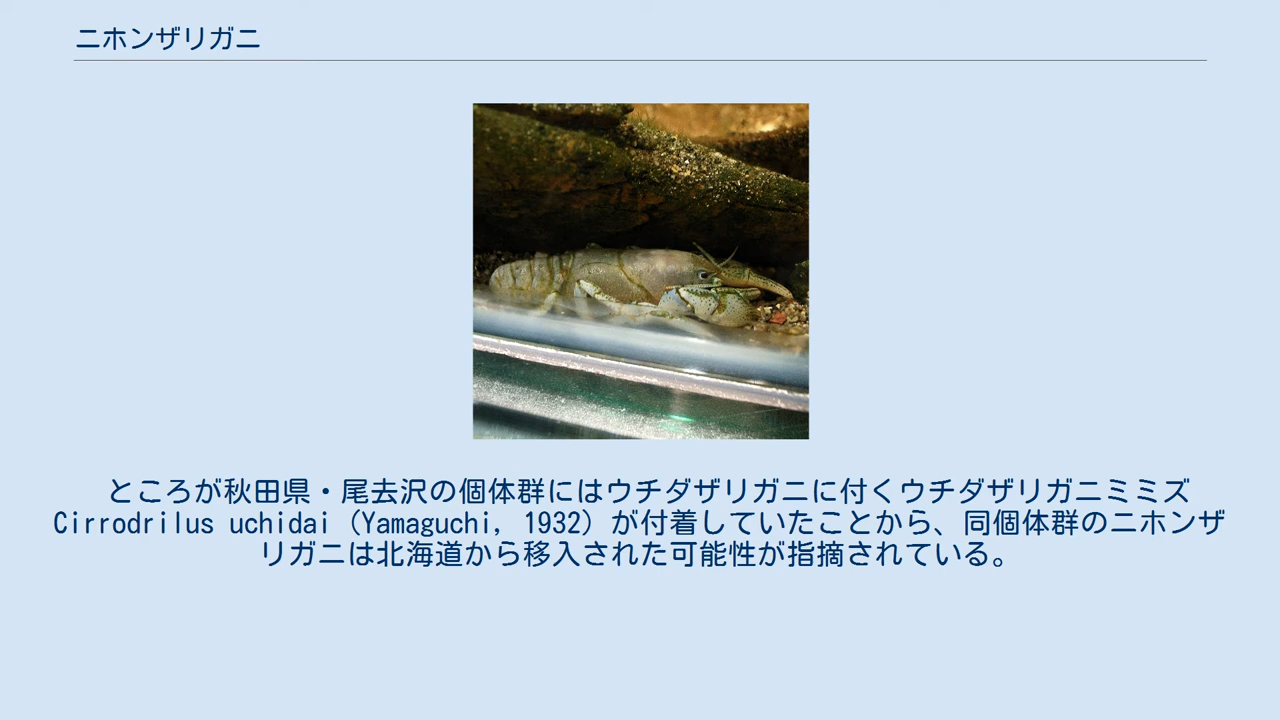 ニホンザリガニ
ところが秋田県・尾去沢の個体群にはウチダザリガニに付くウチダザリガニミミズ
Cirrodrilus uchidai (Yamaguchi, 1932) が付着していたことから、同個体群のニホンザ
リガニは北海道から移入された可能性が指摘されている。